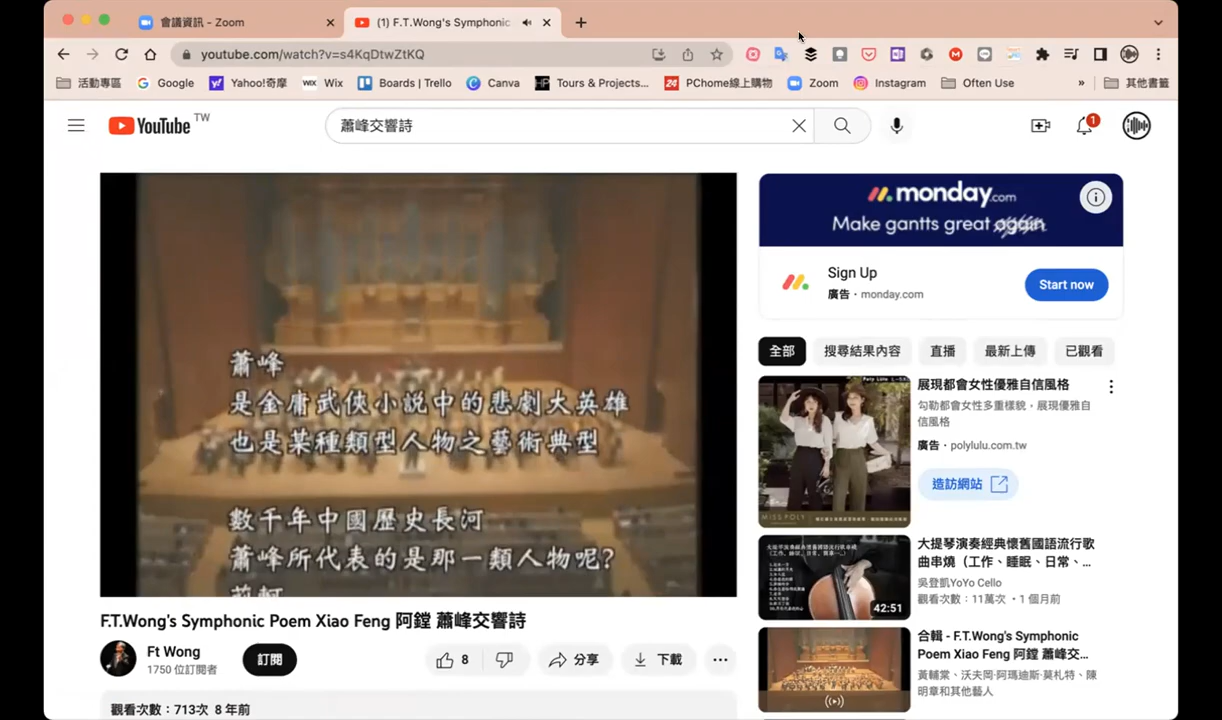 會議資訊 - Zoom
(1) F.T.Wong's Symphonic
youtube.com/watch?v=s4KqDtwZtKQ
活動專區
Google
Yahoo!奇摩
WIX Wix
Boards | Trello
Canva
Tours & Projects...
24 PChome線上購物
Zoom
Instagram
Often Use
»
其他書籤
YouTube TW
蕭峰交響詩
1
蕭峰
是金庸武俠小說中的悲劇大英雄
也是某種類型人物之藝術典型
數千年中國歷史長河
蕭峰所代表的是那一類人物呢?
荊軻
monday.com
Make gantts great again
Sign Up
廣告 · monday.com
Start now
全部
搜尋結果內容
直播
最新上傳
已觀看
展現都會女性優雅自信風格
勾勒都會女性多重樣貌,展現優雅自
信風格
廣告 · polylulu.com.tw
造訪網站
MISS POLY
大提琴演奏經典懷舊國語流行歌
曲串燒(工作、睡眠、日常、...
吳登凱YoYo Cello
觀看次數:11萬次 · 1 個月前
42:51
合輯 - F.T.Wong's Symphonic
Poem Xiao Feng 阿鏜 蕭峰交...
黃輔棠、沃夫岡·阿瑪迪斯·莫札特、陳
明章和其他藝人
F.T.Wong's Symphonic Poem Xiao Feng 阿鏜 蕭峰交響詩
Ft Wong
1750 位訂閱者
訂閱
8
分享
下載
觀看次數:713次 8 年前